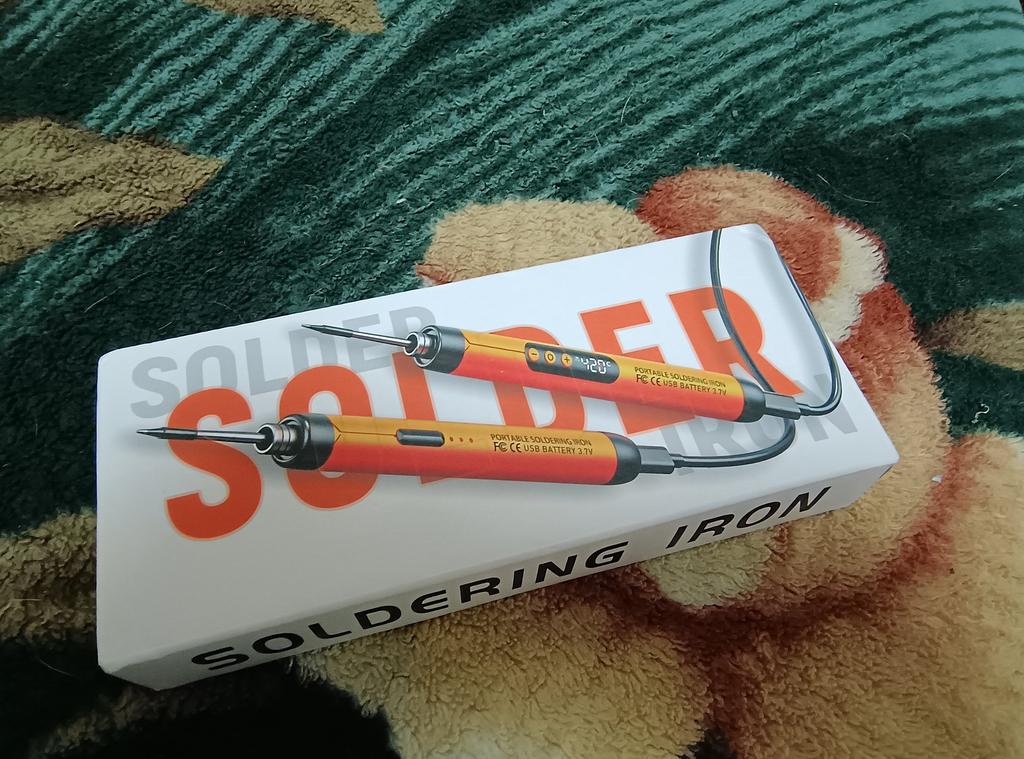 SOLDER
SOLDER
IRON
- +
420°C
PORTABLE SOLDERING IRON
FC CE USB BATTERY 3.7V
PORTABLE SOLDERING IRON
FC CE USB BATTERY 3.7V
SOLDERING IRON